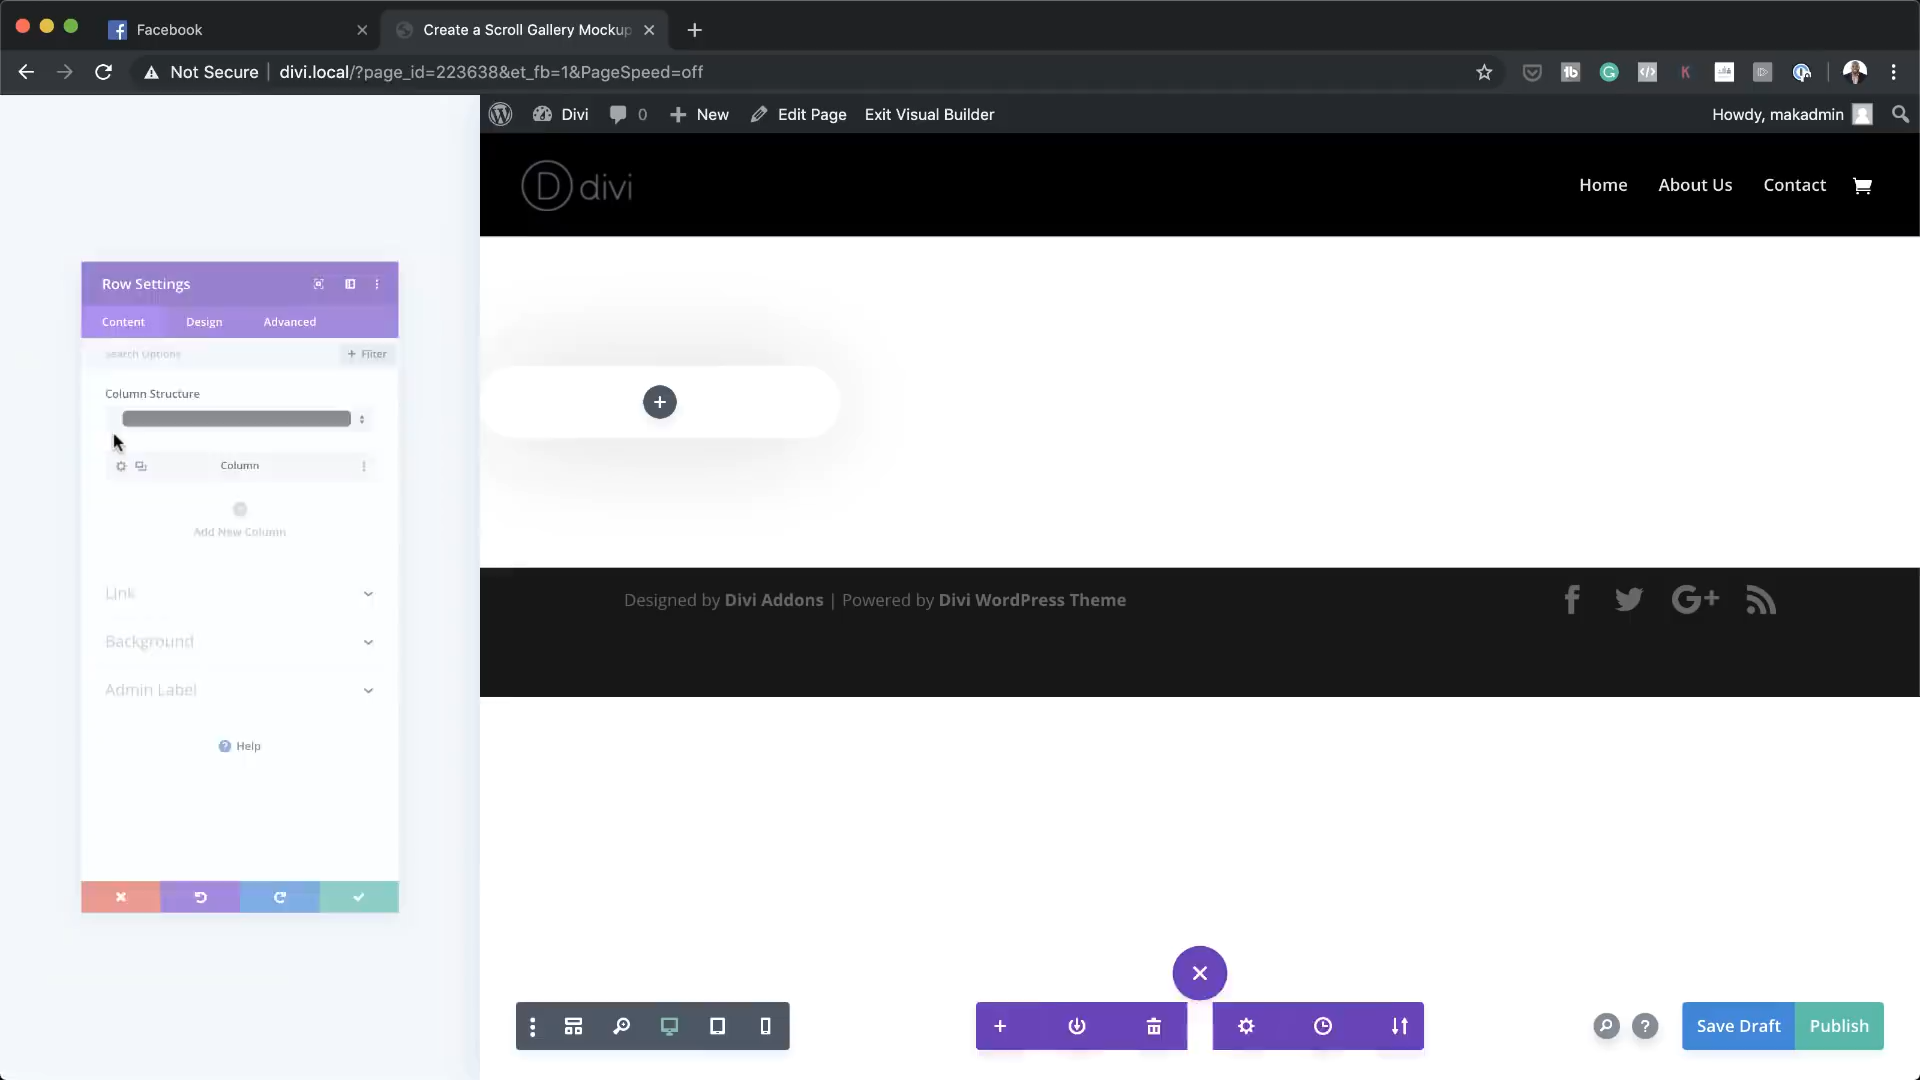 Facebook
Create a Scroll Gallery Mockup
Not Secure
divi.local/?page_id=223638&et_fb=1&PageSpeed=off
Divi
0
New
Edit Page
Exit Visual Builder
Howdy, makadmin
D divi
Home
About Us
Contact
Row Settings
Content
Design
Advanced
Search Options
+ Filter
Column Structure
Column
Add New Column
Link
Background
Admin Label
Help
Designed by Divi Addons | Powered by Divi WordPress Theme
Save Draft
Publish